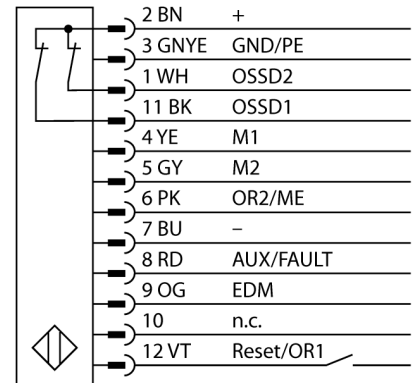 2 BN +
3 GNYE GND/PE
1 WH OSSD2
11 BK OSSD1
4 YE M1
5 GY M2
6 PK OR2/ME
7 BU –
8 RD AUX/FAULT
9 OG EDM
10 n.c.
12 VT Reset/OR1